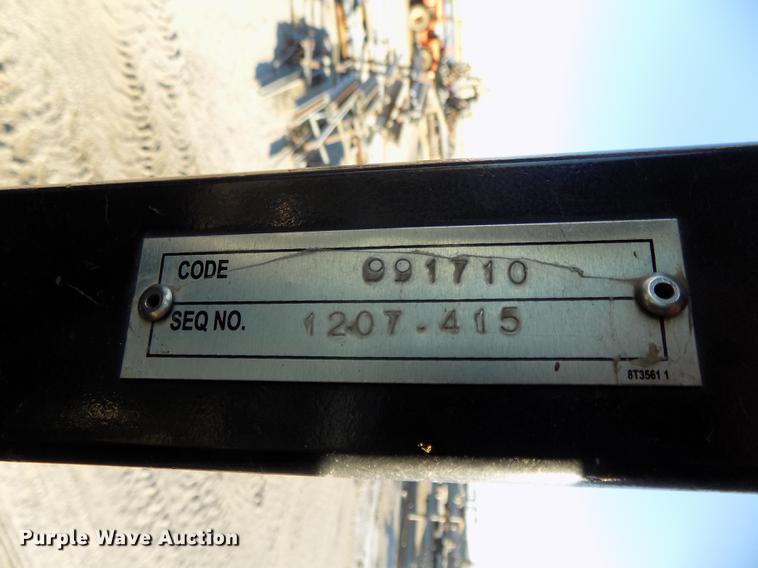 CODE 991710
SEQ NO. 1207.415
8T3561 1
Purple Wave Auction